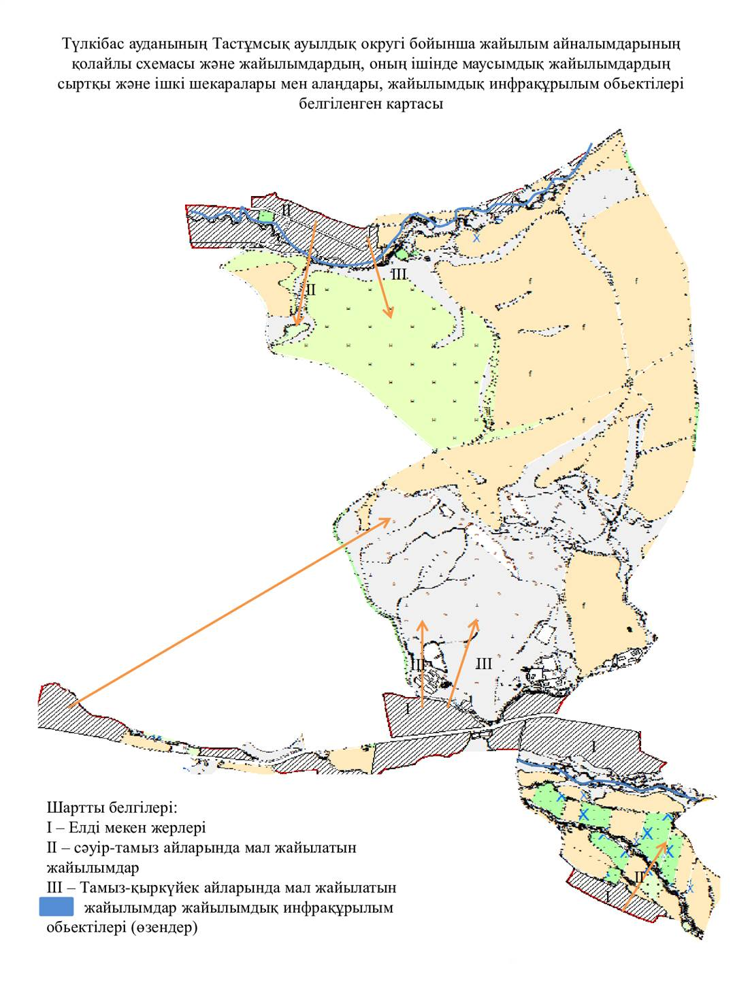 Түлкібас ауданының Тастұмсық ауылдық округі бойынша жайылым айналымдарының
қолайлы схемасы және жайылымдардың, оның ішінде маусымдық жайылымдардың
сыртқы және ішкі шекаралары мен алаңдары, жайылымдық инфрақұрылым обьектілері
белгіленген картасы
II
III
II
III
III
I
I
II
I
Шартты белгілері:
I – Елді мекен жерлері
II – сәуір-тамыз айларында мал жайылатын
жайылымдар
III – Тамыз-қыркүйек айларында мал жайылатын
жайылымдар жайылымдық инфрақұрылым
обьектілері (өзендер)